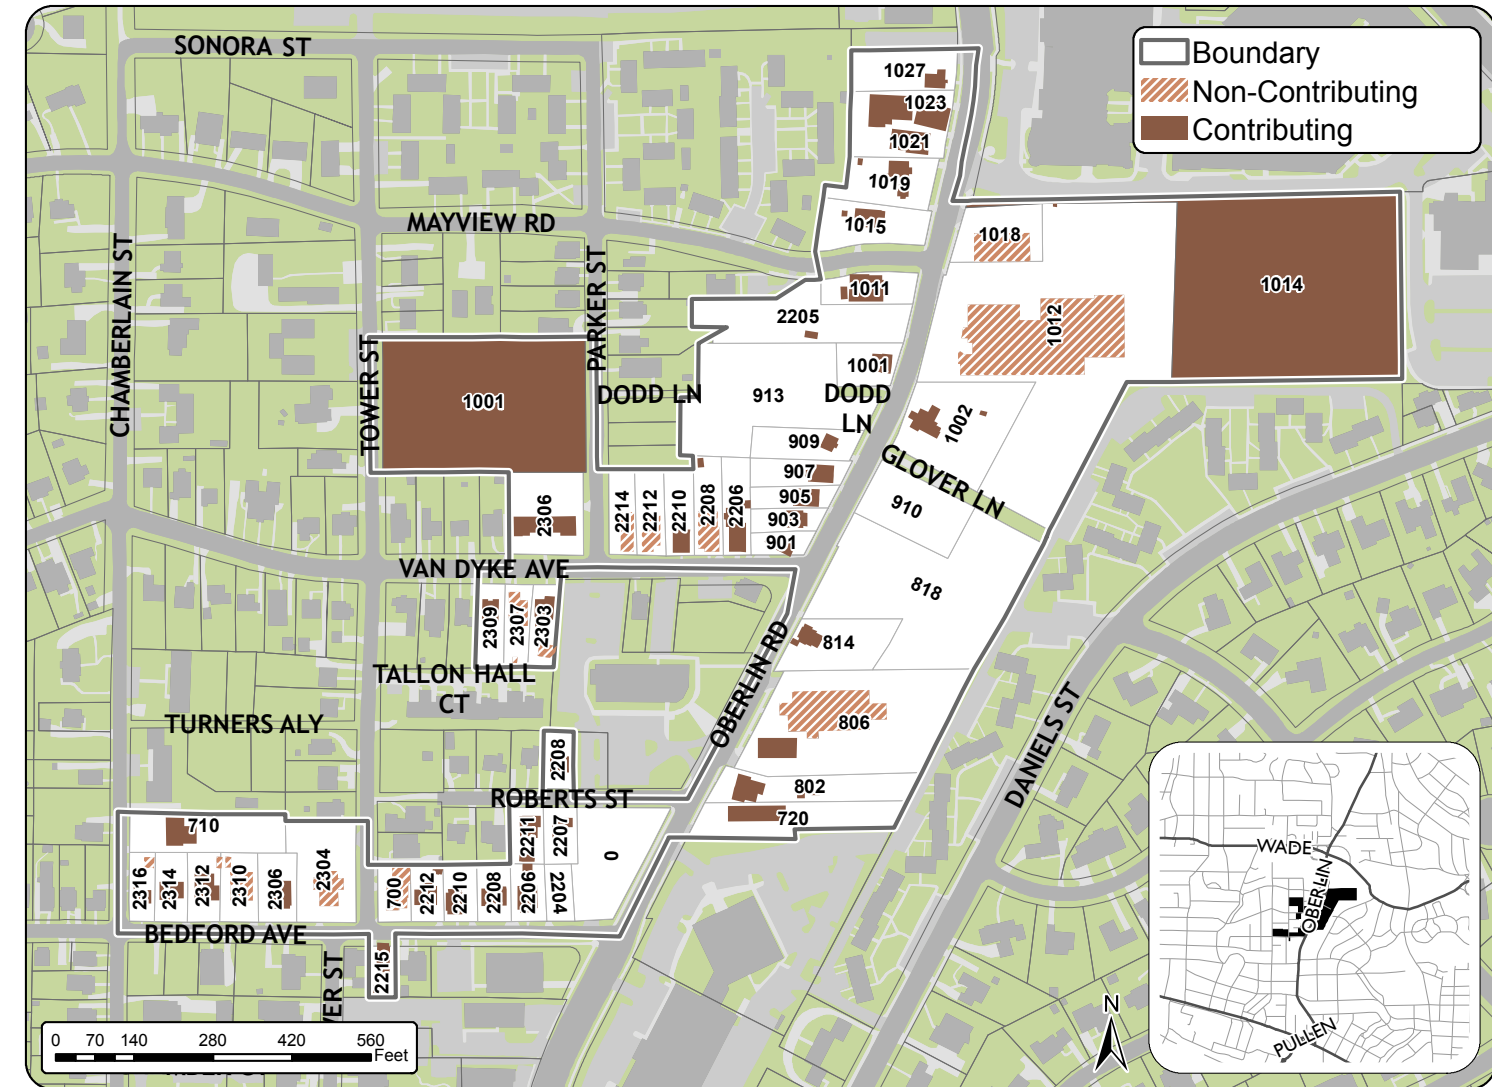 SONORA ST
Boundary
Non-Contributing
Contributing
1027
1023
1021
1019
1015
MAYVIEW RD
CHAMBERLAIN ST
TOWER ST
PARKER ST
1018
1014
1012
1011
2205
1001
1001
DODD LN
913
DODD
LN
1002
909
GLOVER LN
907
905
903
901
910
2306
2214
2212
2210
2208
2206
VAN DYKE AVE
818
2309
2307
2303
814
TALLON HALL
CT
OBERLIN RD
TURNERS ALY
806
DANIELS ST
2208
802
ROBERTS ST
720
710
2211
2207
0
2316
2314
2312
2310
2306
2304
700
2212
2210
2208
2206
2204
BEDFORD AVE
2215
VER ST
0 70 140 280 420 560
Feet
N
WADE
OBERLIN
PULLEN